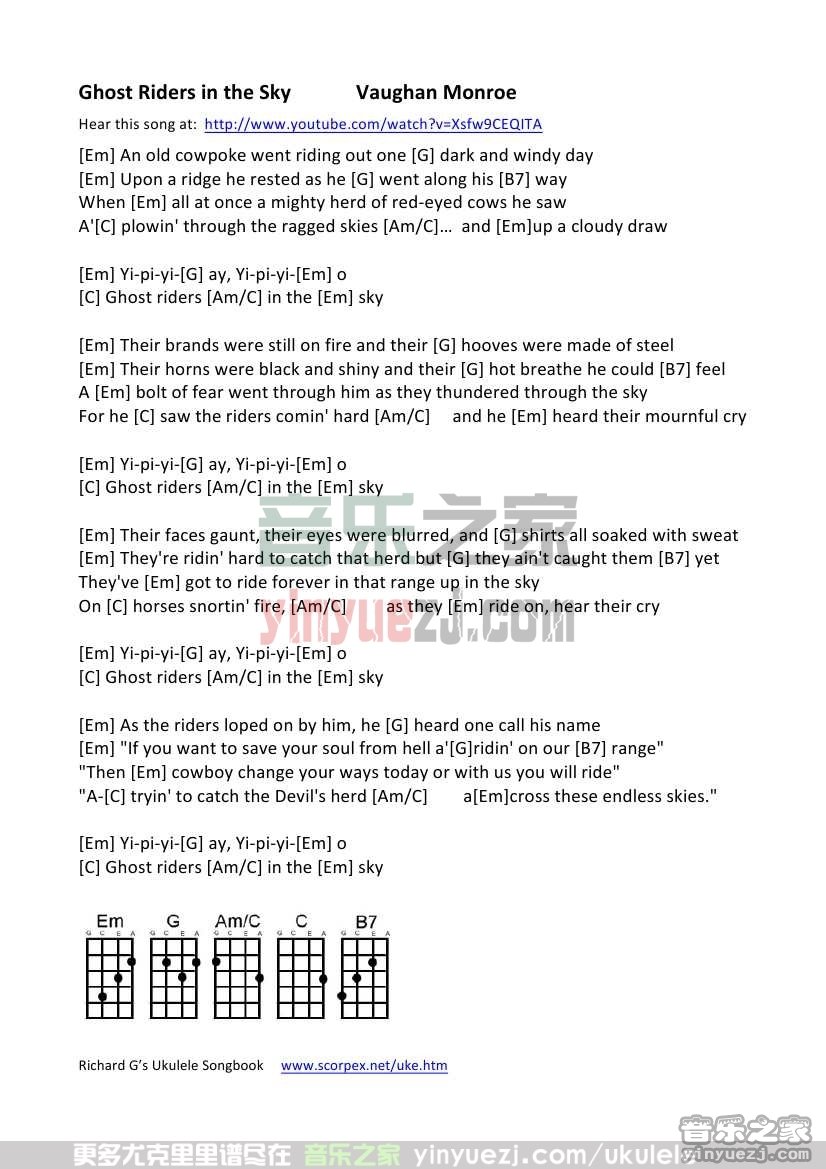 Ghost Riders in the Sky Vaughan Monroe
Hear this song at: http://www.youtube.com/watch?v=Xsfw9CEQITA
[Em] An old cowpoke went riding out one [G] dark and windy day
[Em] Upon a ridge he rested as he [G] went along his [B7] way
When [Em] all at once a mighty herd of red-eyed cows he saw
A'[C] plowin' through the ragged skies [Am/C]… and [Em]up a cloudy draw
[Em] Yi-pi-yi-[G] ay, Yi-pi-yi-[Em] o
[C] Ghost riders [Am/C] in the [Em] sky
[Em] Their brands were still on fire and their [G] hooves were made of steel
[Em] Their horns were black and shiny and their [G] hot breathe he could [B7] feel
A [Em] bolt of fear went through him as they thundered through the sky
For he [C] saw the riders comin' hard [Am/C] and he [Em] heard their mournful cry
[Em] Yi-pi-yi-[G] ay, Yi-pi-yi-[Em] o
[C] Ghost riders [Am/C] in the [Em] sky
音乐之家
[Em] Their faces gaunt, their eyes were blurred, and [G] shirts all soaked with sweat
[Em] They're ridin' hard to catch that herd but [G] they ain't caught them [B7] yet
They've [Em] got to ride forever in that range up in the sky
On [C] horses snortin' fire, [Am/C] as they [Em] ride on, hear their cry
yinyuezj.com
[Em] Yi-pi-yi-[G] ay, Yi-pi-yi-[Em] o
[C] Ghost riders [Am/C] in the [Em] sky
[Em] As the riders loped on by him, he [G] heard one call his name
[Em] "If you want to save your soul from hell a'[G]ridin' on our [B7] range"
"Then [Em] cowboy change your ways today or with us you will ride"
"A-[C] tryin' to catch the Devil's herd [Am/C] a[Em]cross these endless skies."
[Em] Yi-pi-yi-[G] ay, Yi-pi-yi-[Em] o
[C] Ghost riders [Am/C] in the [Em] sky
Em G Am/C C B7
G C E A G C E A G C E A G C E A G C E A
Richard G's Ukulele Songbook www.scorpex.net/uke.htm
更多尤克里里谱尽在 音乐之家 yinyuezj.com/ukulele
音乐之家
yinyuezj.com